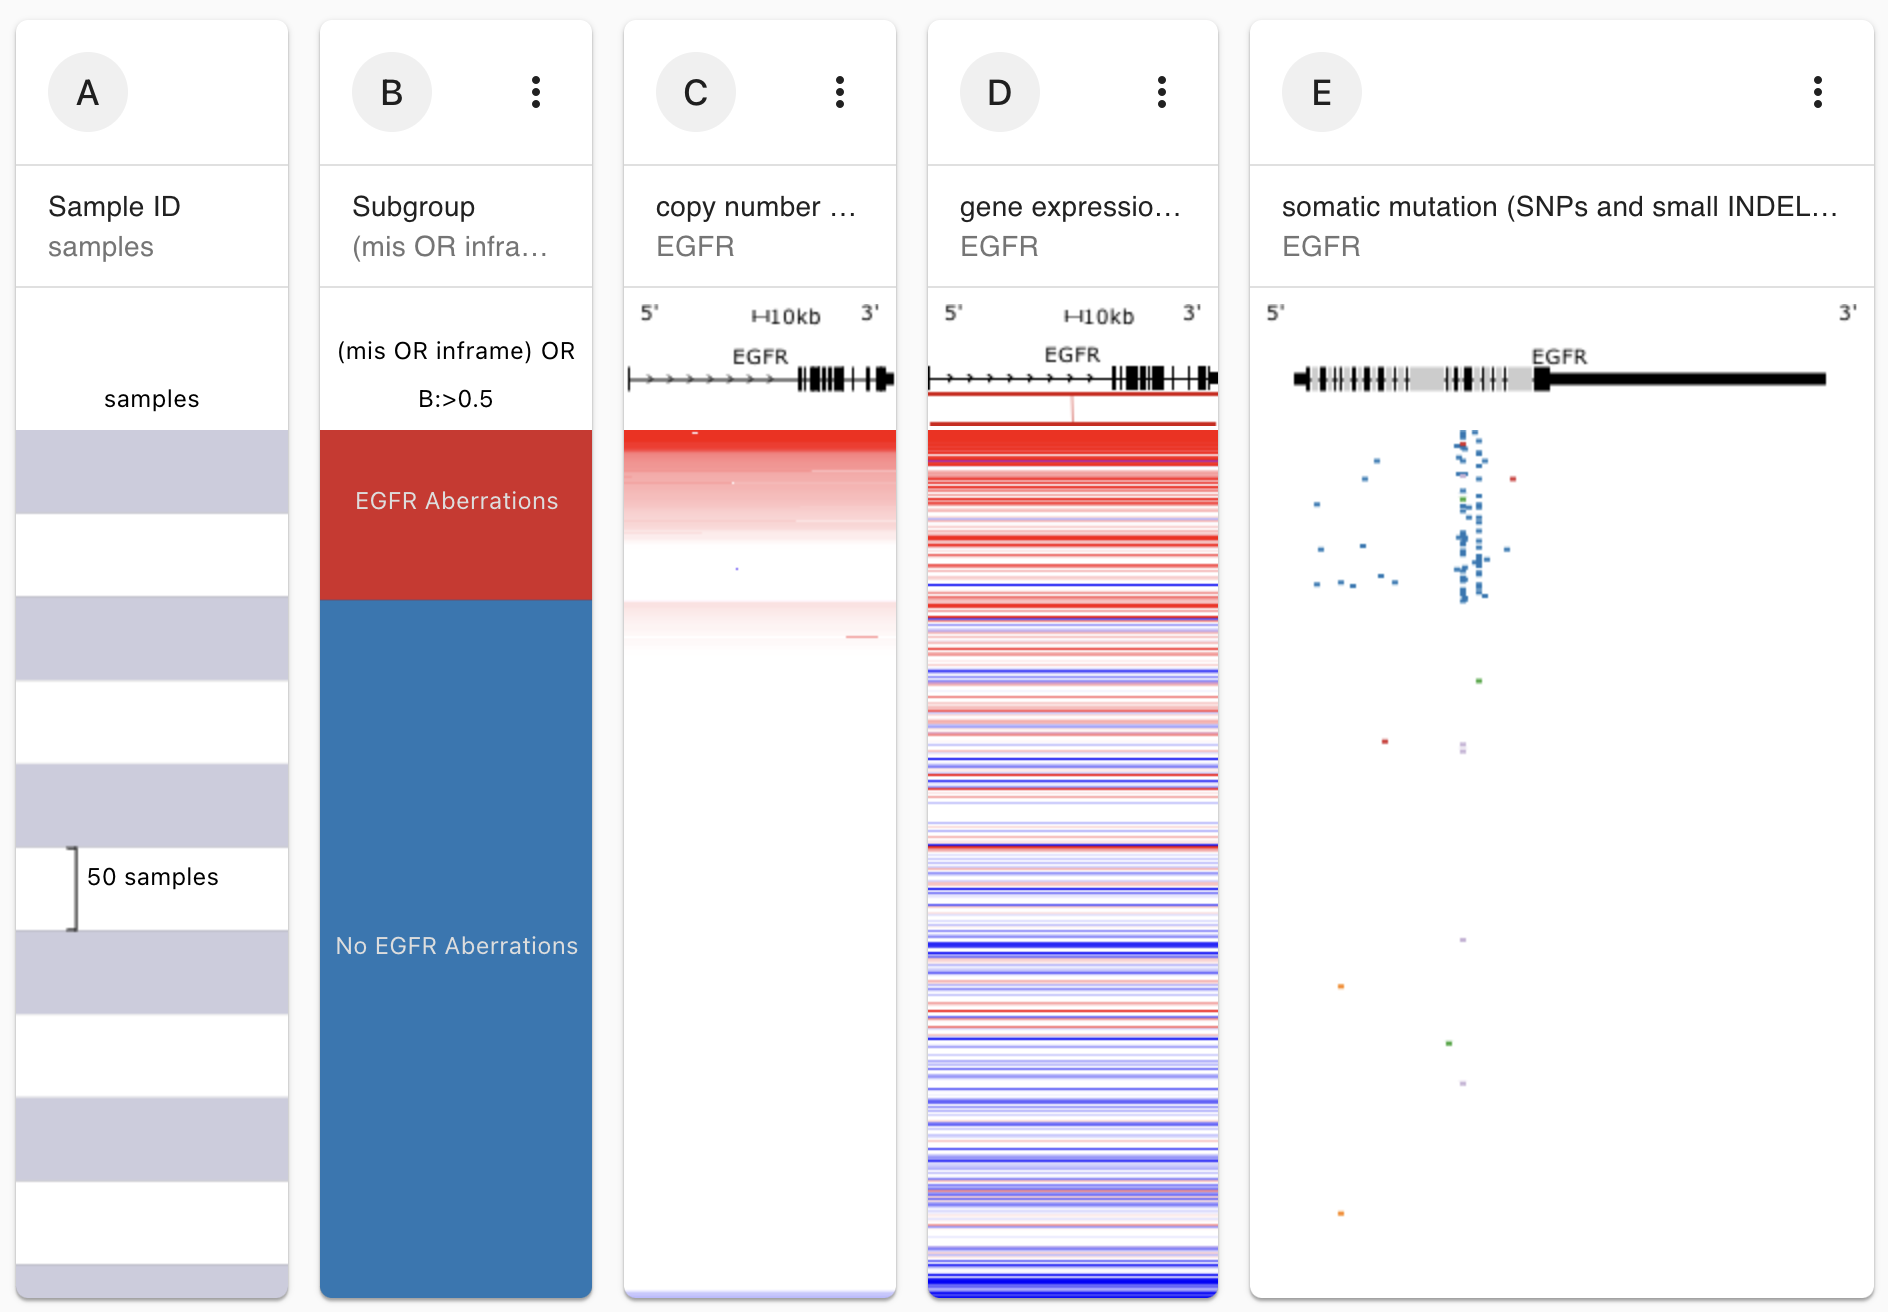 A
B
C
D
E
Sample ID
samples
Subgroup
(mis OR infra…
copy number …
EGFR
gene expressio…
EGFR
somatic mutation (SNPs and small INDEL…
EGFR
samples
50 samples
(mis OR inframe) OR
B:>0.5
EGFR Aberrations
No EGFR Aberrations
5' 10kb 3'
EGFR
5' 10kb 3'
EGFR
5' 3'
EGFR